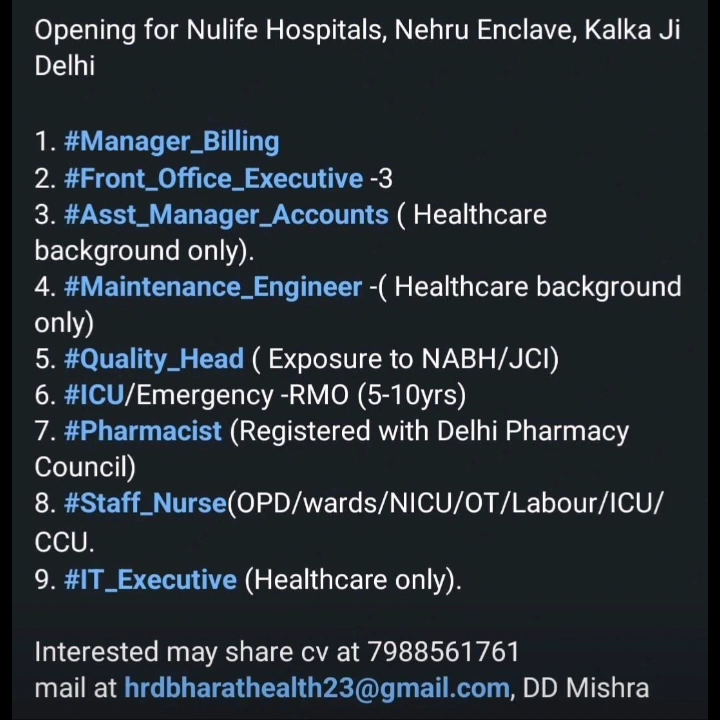 Opening for Nulife Hospitals, Nehru Enclave, Kalka Ji
Delhi
1. #Manager_Billing
2. #Front_Office_Executive -3
3. #Asst_Manager_Accounts ( Healthcare
background only).
4. #Maintenance_Engineer -( Healthcare background
only)
5. #Quality_Head ( Exposure to NABH/JCI)
6. #ICU/Emergency -RMO (5-10yrs)
7. #Pharmacist (Registered with Delhi Pharmacy
Council)
8. #Staff_Nurse(OPD/wards/NICU/OT/Labour/ICU/
CCU.
9. #IT_Executive (Healthcare only).
Interested may share cv at 7988561761
mail at hrdbharathealth23@gmail.com, DD Mishra